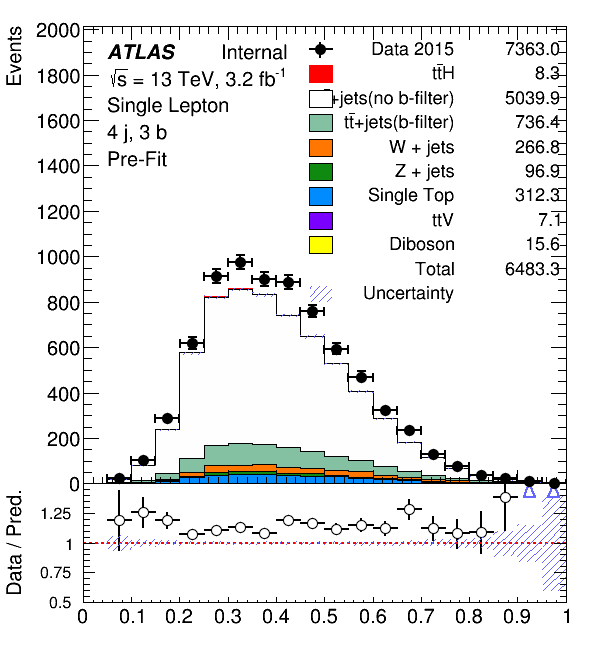 Events
2000
1800
1600
1400
1200
1000
800
600
400
200
0
ATLAS Internal
√s = 13 TeV, 3.2 fb⁻¹
Single Lepton
4 j, 3 b
Pre-Fit
Data 2015 7363.0
tt̄H 8.3
+jets(no b-filter) 5039.9
tt̄+jets(b-filter) 736.4
W + jets 266.8
Z + jets 96.9
Single Top 312.3
ttV 7.1
Diboson 15.6
Total 6483.3
Uncertainty
Data / Pred.
1.25
1
0.75
0.5
0 0.1 0.2 0.3 0.4 0.5 0.6 0.7 0.8 0.9 1